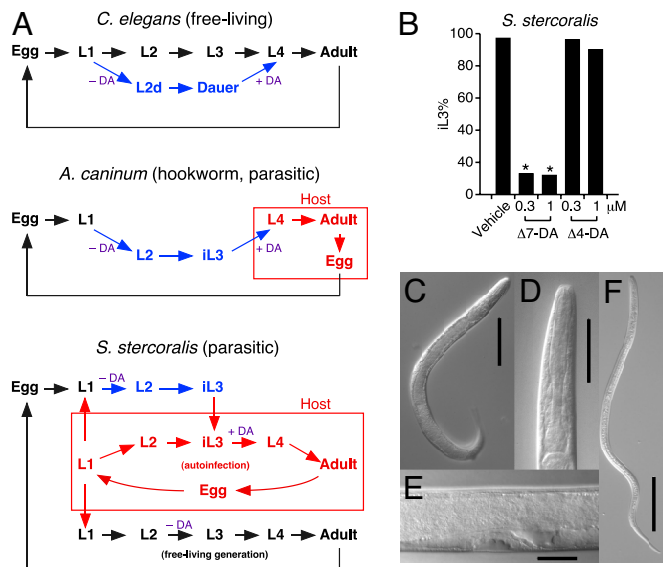 A
C. elegans (free-living)
Egg L1 L2 L3 L4 Adult
– DA + DA
L2d Dauer
A. caninum (hookworm, parasitic)
Host
Egg L1 L4 Adult
– DA + DA
L2 iL3
Egg
S. stercoralis (parasitic)
– DA
Egg L1 L2 iL3
Host
+ DA
L2 iL3 L4
L1 (autoinfection) Adult
Egg
– DA
L1 L2 L3 L4 Adult
(free-living generation)
B
S. stercoralis
iL3%
100
80
60
40
20
0
* *
Vehicle 0.3 1 0.3 1 µM
Δ7-DA Δ4-DA
C D F
E